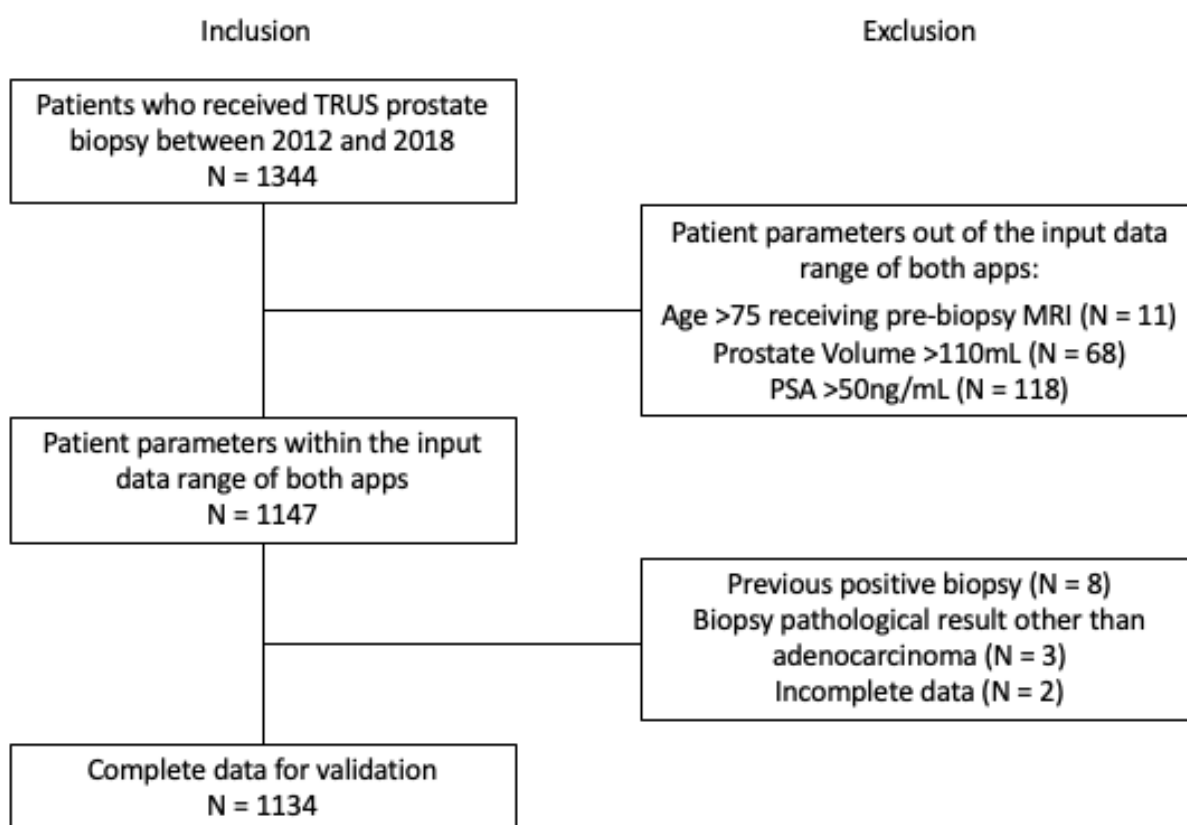 Inclusion
Exclusion
Patients who received TRUS prostate
biopsy between 2012 and 2018
N = 1344
Patient parameters out of the input data
range of both apps:
Age >75 receiving pre-biopsy MRI (N = 11)
Prostate Volume >110mL (N = 68)
PSA >50ng/mL (N = 118)
Patient parameters within the input
data range of both apps
N = 1147
Previous positive biopsy (N = 8)
Biopsy pathological result other than
adenocarcinoma (N = 3)
Incomplete data (N = 2)
Complete data for validation
N = 1134